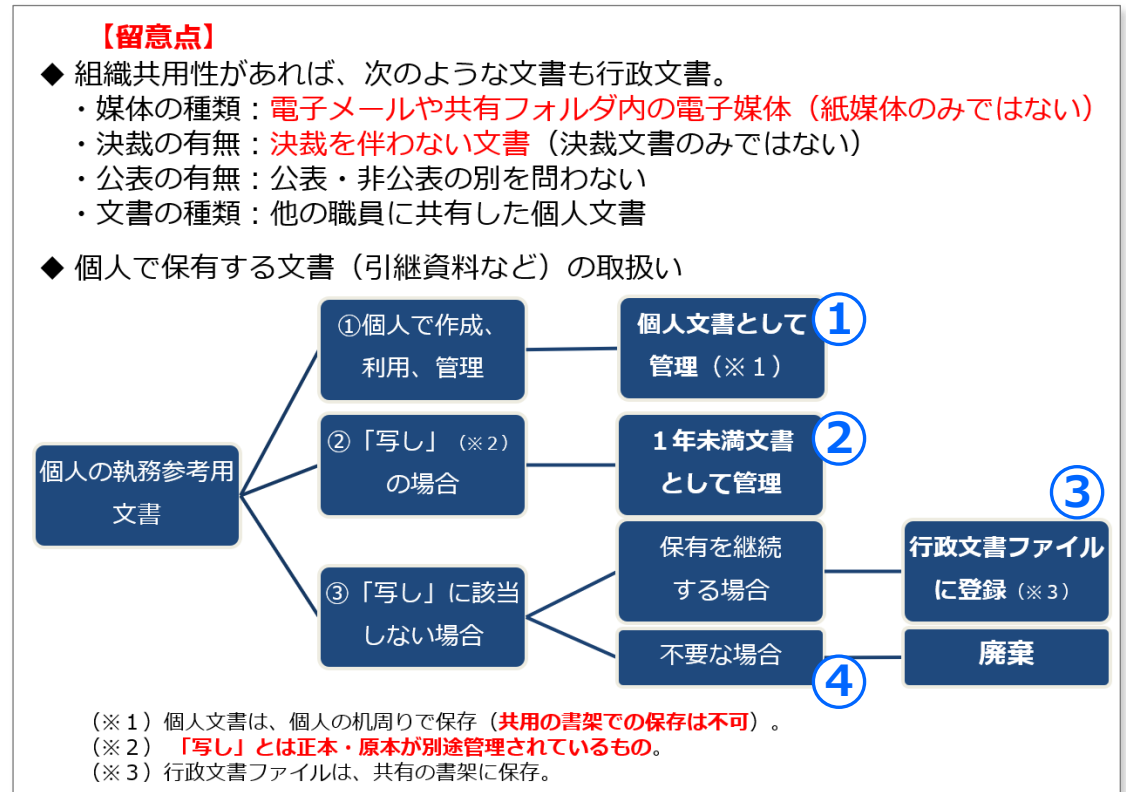 【留意点】
◆ 組織共用性があれば、次のような文書も行政文書。
・媒体の種類：電子メールや共有フォルダ内の電子媒体（紙媒体のみではない）
・決裁の有無：決裁を伴わない文書（決裁文書のみではない）
・公表の有無：公表・非公表の別を問わない
・文書の種類：他の職員に共有した個人文書
◆ 個人で保有する文書（引継資料など）の取扱い
個人の執務参考用
文書
①個人で作成、
利用、管理
個人文書として
管理（※１）
①
②「写し」（※２）
の場合
１年未満文書
として管理
②
③「写し」に該当
しない場合
保有を継続
する場合
行政文書ファイル
に登録（※３）
③
不要な場合
④
廃棄
（※１）個人文書は、個人の机周りで保存（共用の書架での保存は不可）。
（※２）「写し」とは正本・原本が別途管理されているもの。
（※３）行政文書ファイルは、共有の書架に保存。